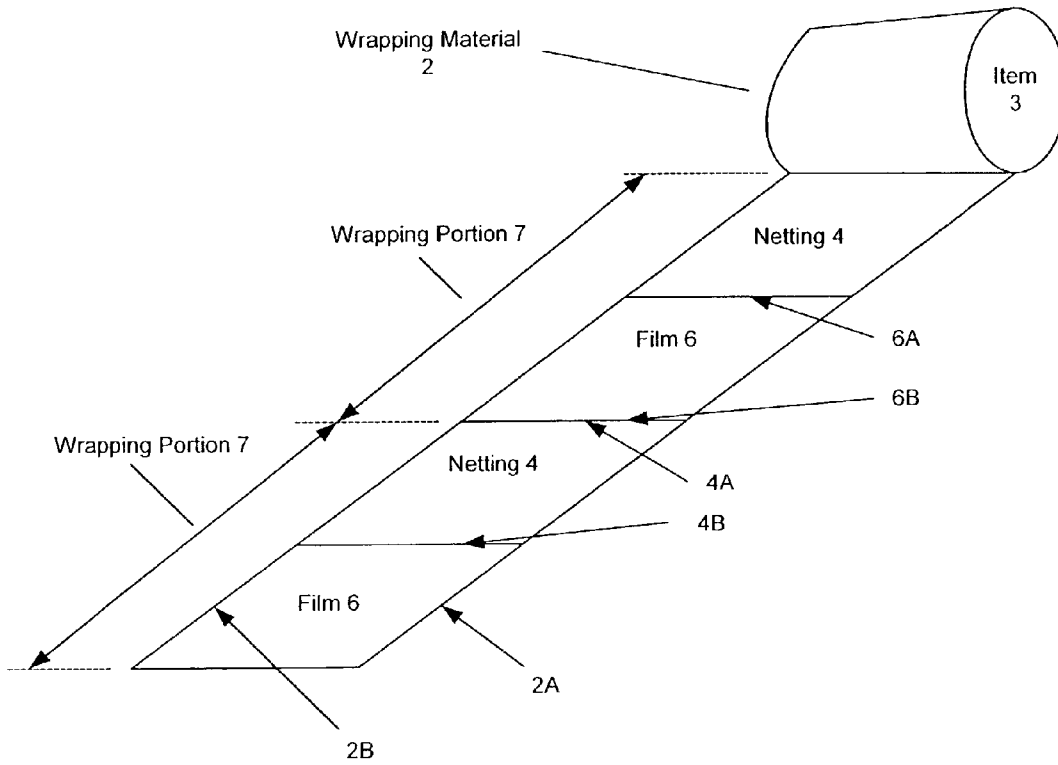 Wrapping Material
2
Item
3
Wrapping Portion 7
Netting 4
Film 6
6A
6B
Wrapping Portion 7
Netting 4
4A
4B
Film 6
2A
2B